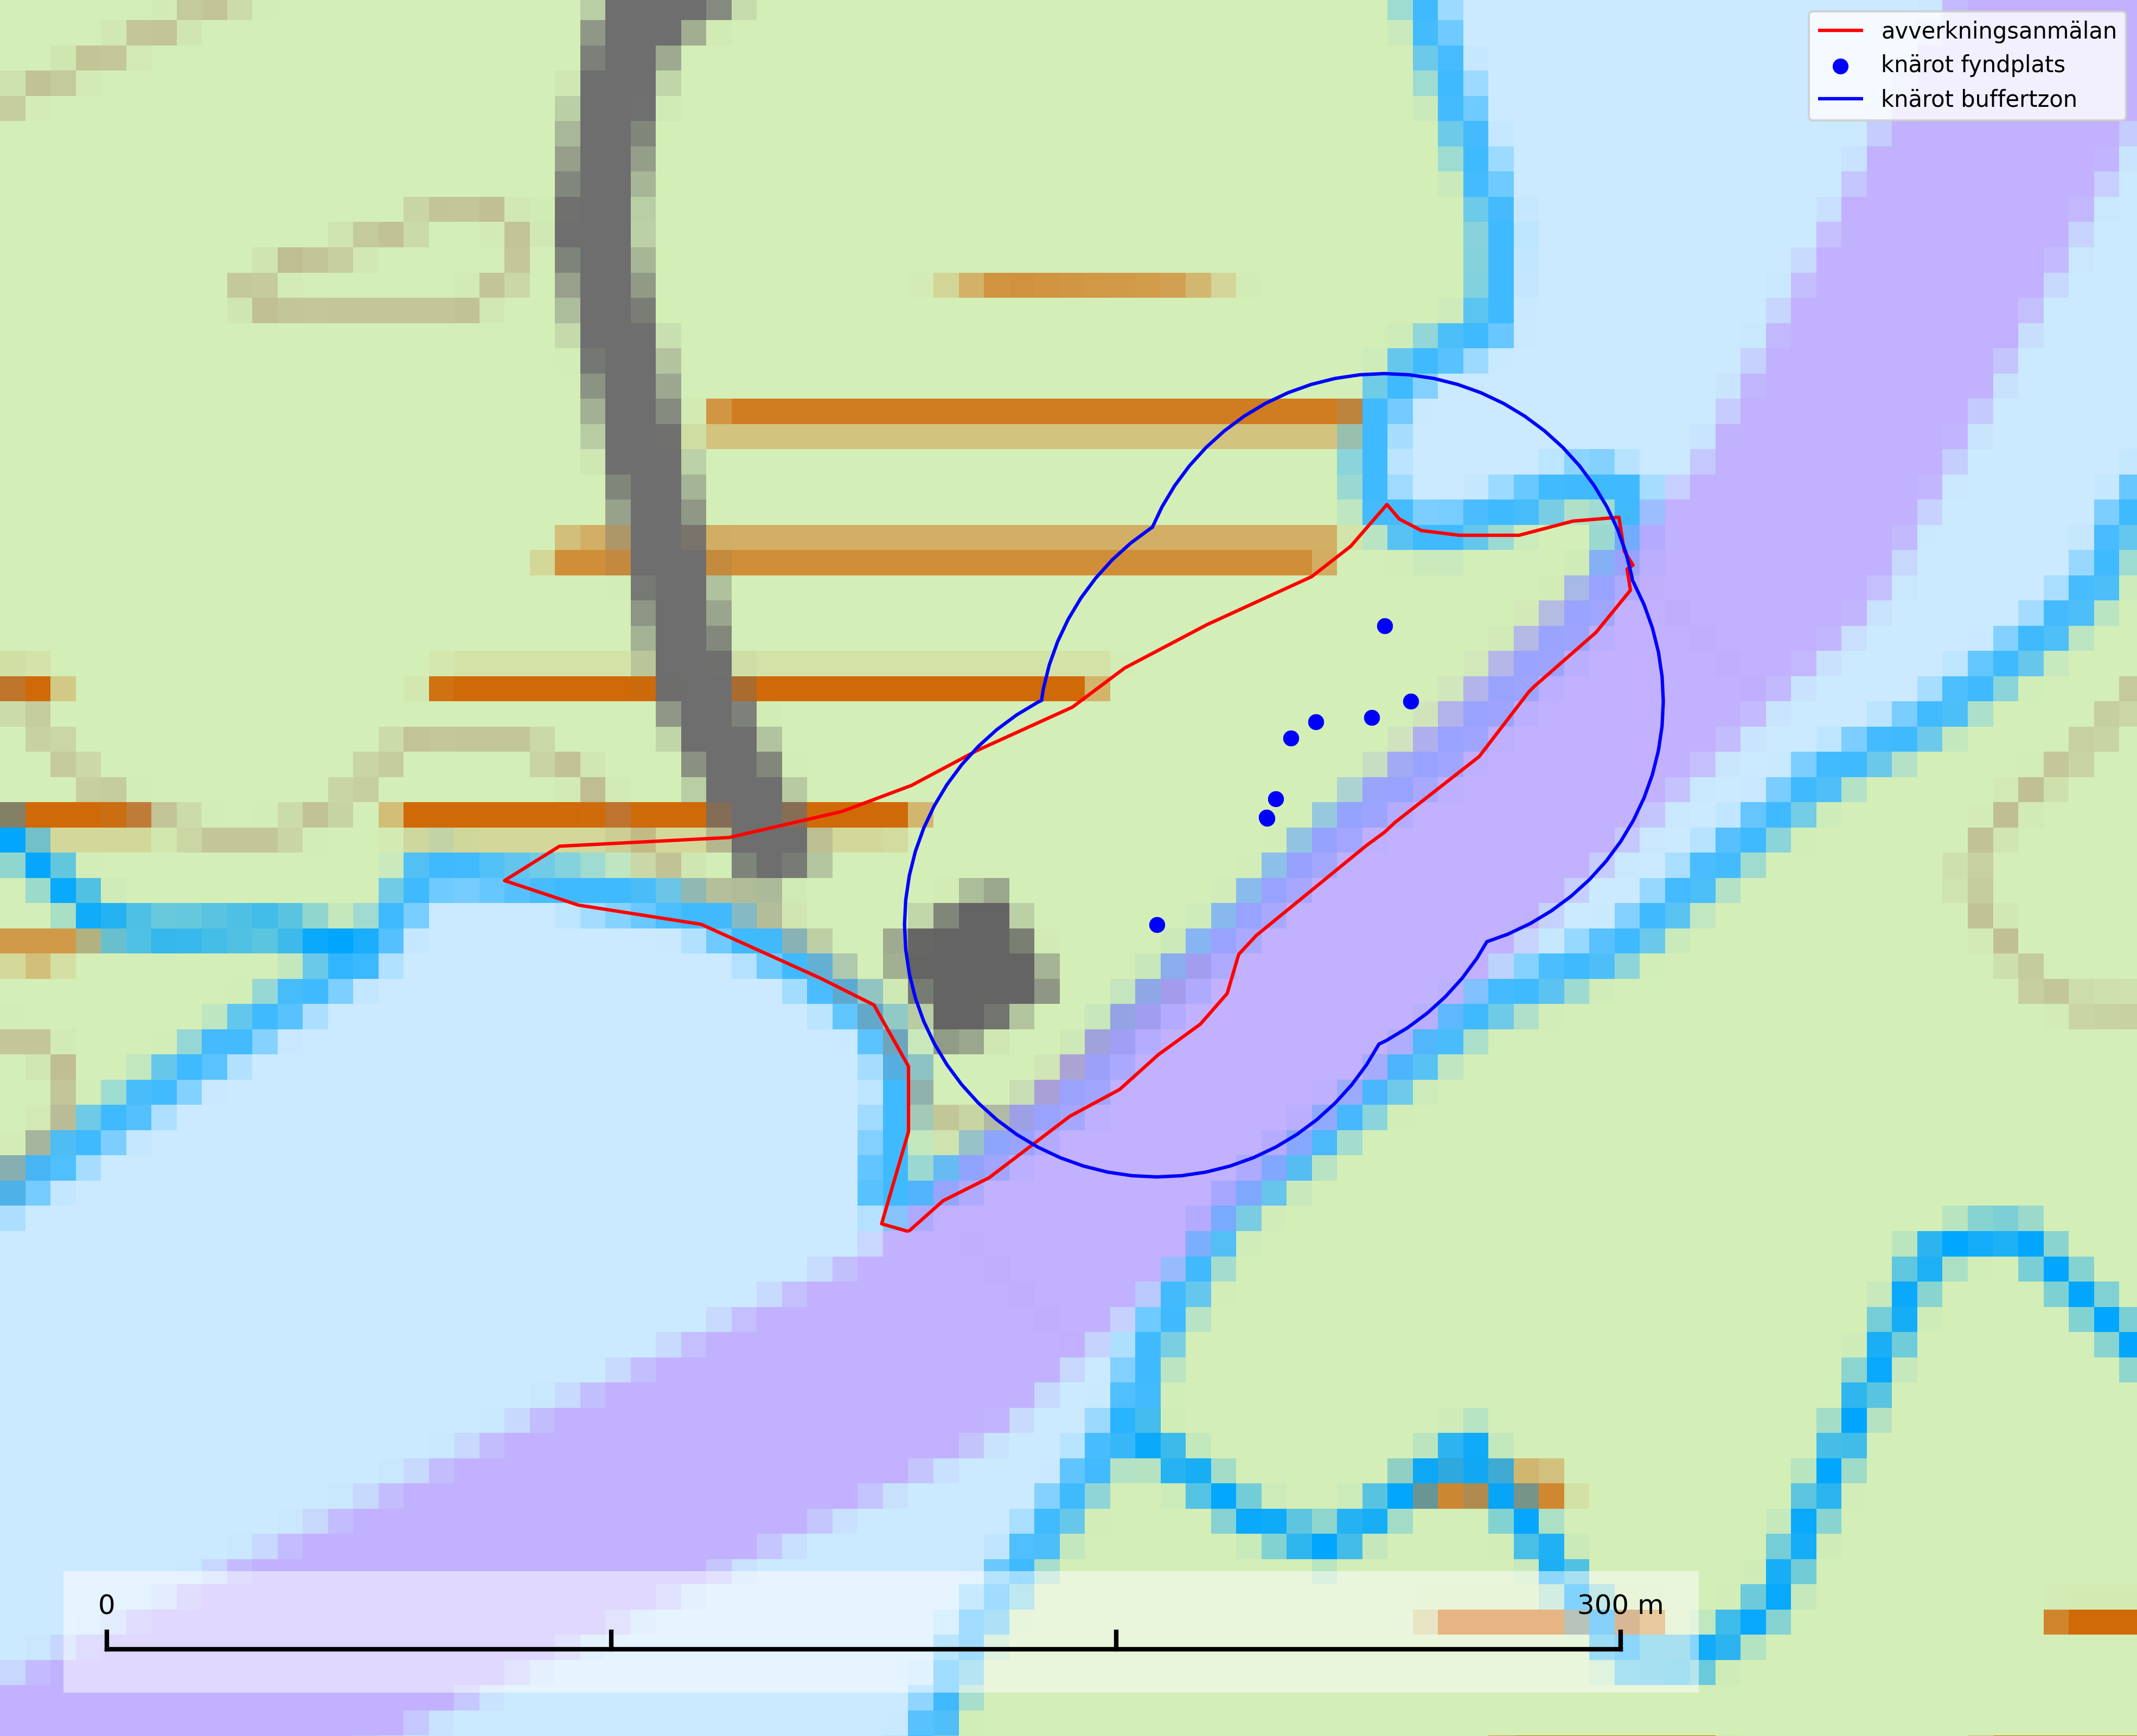 avverkningsanmälan
knärot fyndplats
knärot buffertzon
0
300 m